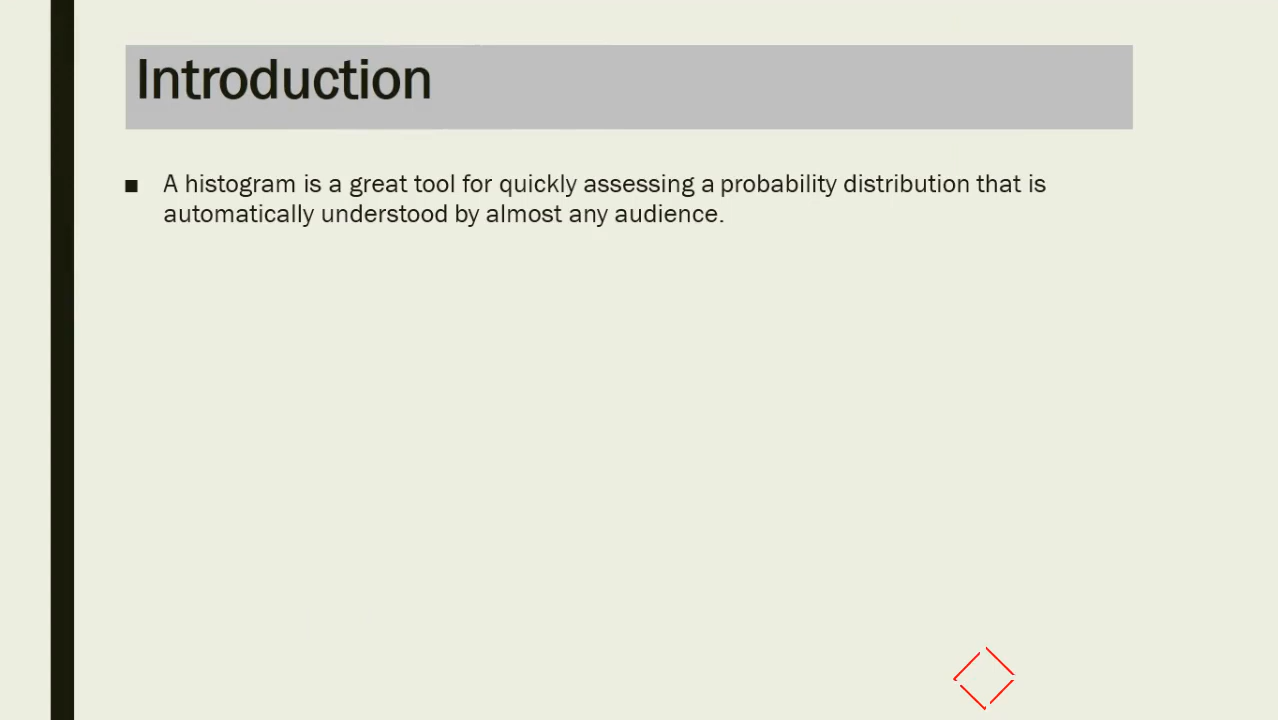 Introduction
■ A histogram is a great tool for quickly assessing a probability distribution that is
automatically understood by almost any audience.